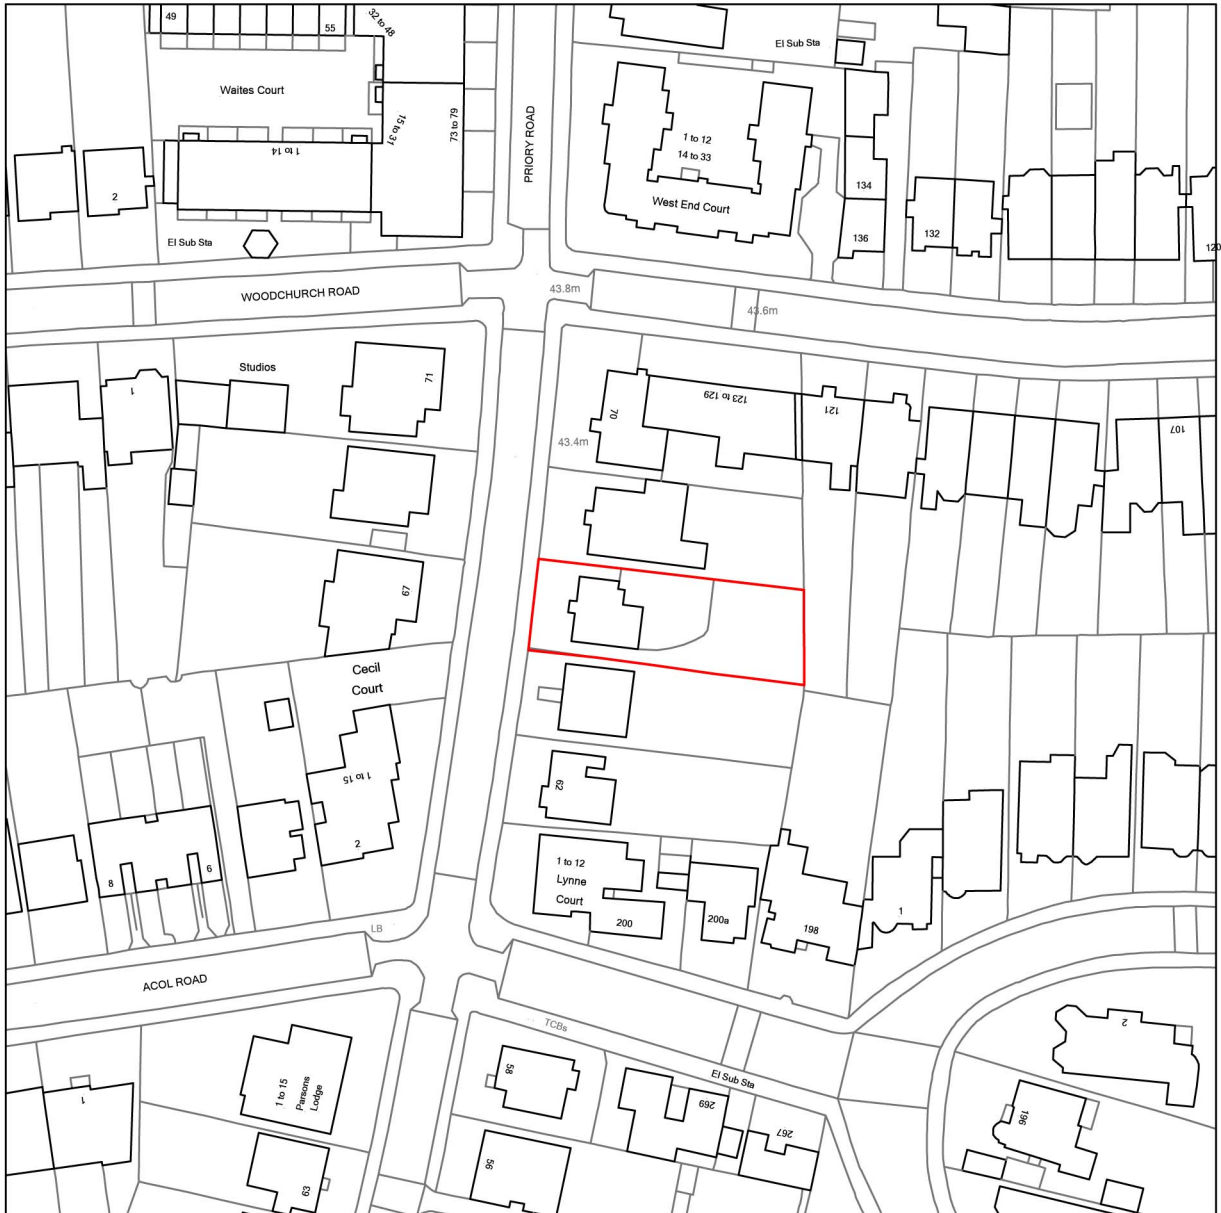 49
55
32 to 48
El Sub Sta
Waites Court
15 to 31
73 to 79
PRIORY ROAD
1 to 12
14 to 33
West End Court
134
136
132
120
1 to 14
2
El Sub Sta
WOODCHURCH ROAD
43.8m
43.6m
Studios
71
1
70
123 to 129
121
107
43.4m
67
Cecil
Court
1 to 15
2
62
8
6
1 to 12
Lynne
Court
200
200a
198
1
LB
ACOL ROAD
TCBs
El Sub Sta
2
58
269
267
196
1 to 15
Parsons
Lodge
1
56
63